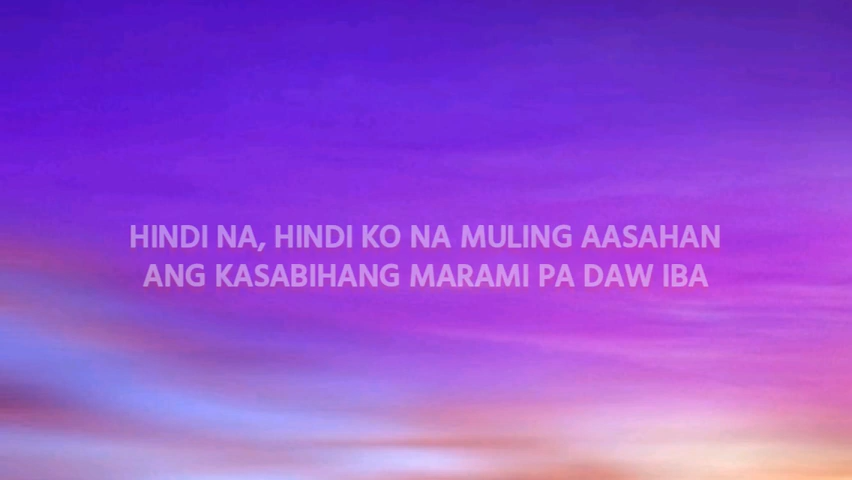 HINDI NA, HINDI KO NA MULING AASAHAN
ANG KASABIHANG MARAMI PA DAW IBA